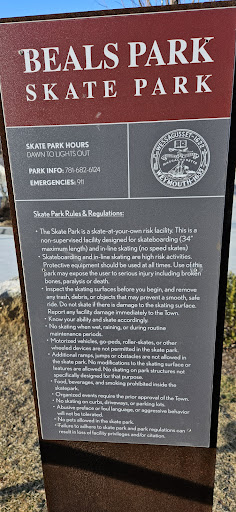 BEALS PARK
SKATE PARK
SKATE PARK HOURS
DAWN TO LIGHTS OUT
PARK INFO: 781-682-6124
EMERGENCIES: 911
WESSAGUSSET-1622
WEYMOUTH-1635
Skate Park Rules & Regulations:
• The Skate Park is a skate-at-your-own risk facility. This is a
non-supervised facility designed for skateboarding (34"
maximum length) and in-line skating (no speed skates)
• Skateboarding and in-line skating are high risk activities.
Protective equipment should be used at all times. Use of this
park may expose the user to serious injury including broken
bones, paralysis or death.
• Inspect the skating surfaces before you begin, and remove
any trash, debris, or objects that may prevent a smooth, safe
ride. Do not skate if there is damage to the skating surface.
Report any facility damage immediately to the Town.
• Know your ability and skate accordingly.
• No skating when wet, raining, or during routine
maintenance periods.
• Motorized vehicles, go-peds, roller-skates, or other
wheeled devices are not permitted in the skate park.
• Additional ramps, jumps or obstacles are not allowed in
the skate park. No modifications to the skating surface or
features are allowed. No skating on park structures not
specifically designed for that purpose.
• Food, beverages, and smoking prohibited inside the
skatepark.
• Organized events require the prior approval of the Town.
• No skating on curbs, driveways, or parking lots.
• Abusive, preface or foul language, or aggressive behavior
will not be tolerated.
• No pets allowed in the skate park.
• Failure to adhere to skate park and park regulations can
result in loss of facility privileges and/or citation.